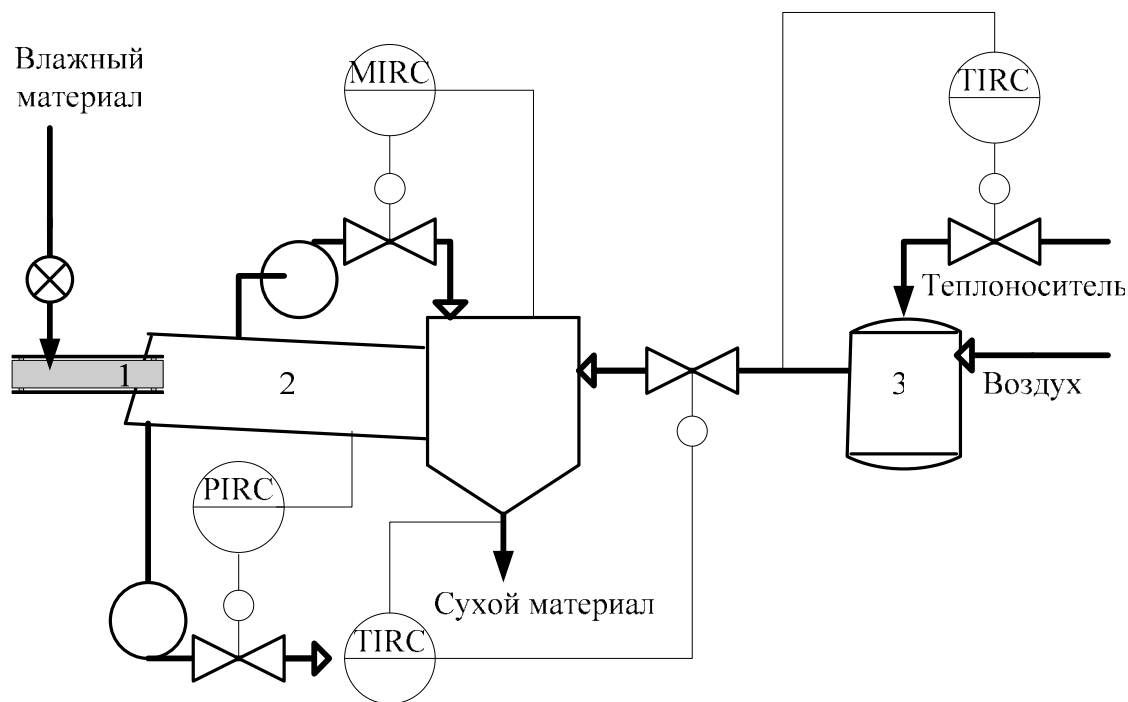 Влажный
материал
MIRC
TIRC
Теплоноситель
1
2
3
Воздух
PIRC
Сухой материал
TIRC